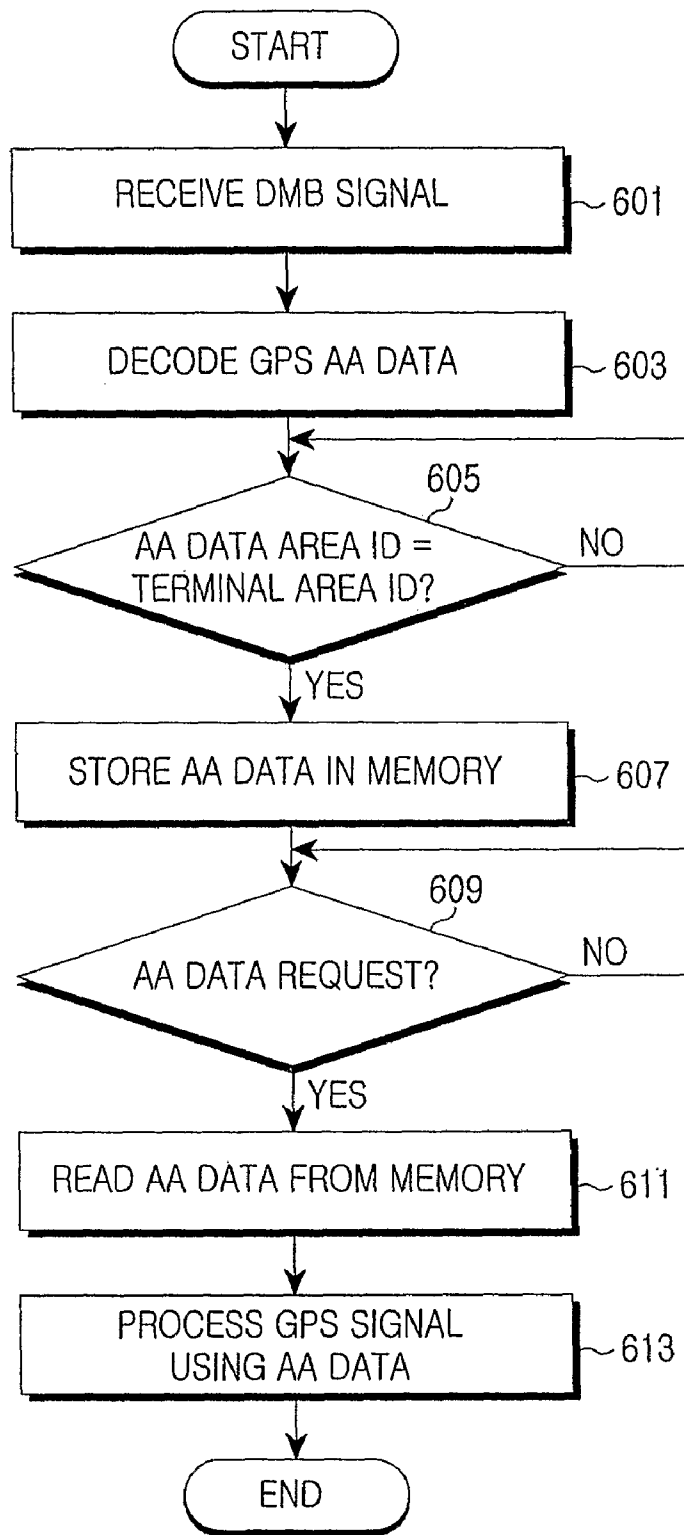 START
RECEIVE DMB SIGNAL
601
DECODE GPS AA DATA
603
605
AA DATA AREA ID =
TERMINAL AREA ID?
NO
YES
STORE AA DATA IN MEMORY
607
609
AA DATA REQUEST?
NO
YES
READ AA DATA FROM MEMORY
611
PROCESS GPS SIGNAL
USING AA DATA
613
END